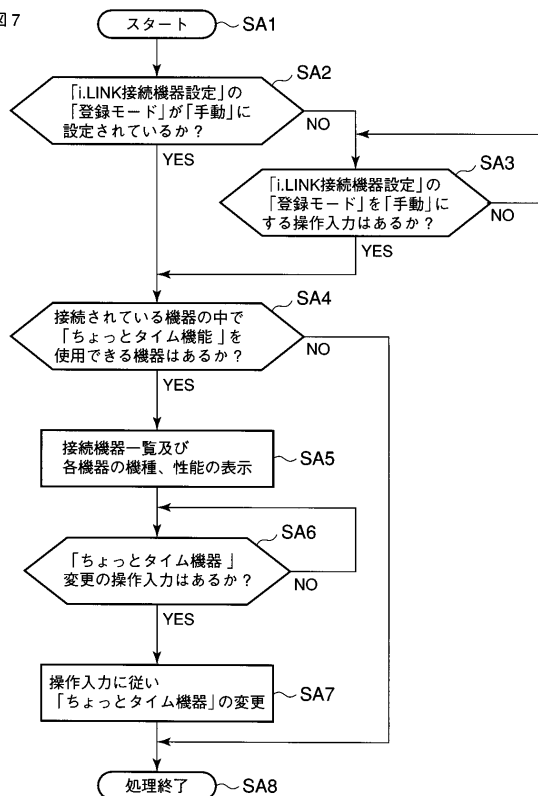 図7
スタート
SA1
「i.LINK接続機器設定」の
「登録モード」が「手動」に
設定されているか？
SA2
NO
YES
「i.LINK接続機器設定」の
「登録モード」を「手動」に
する操作入力はあるか？
SA3
NO
YES
接続されている機器の中で
「ちょっとタイム機能」を
使用できる機器はあるか？
SA4
NO
YES
接続機器一覧及び
各機器の機種、性能の表示
SA5
「ちょっとタイム機器」
変更の操作入力はあるか？
SA6
NO
YES
操作入力に従い
「ちょっとタイム機器」の変更
SA7
処理終了
SA8